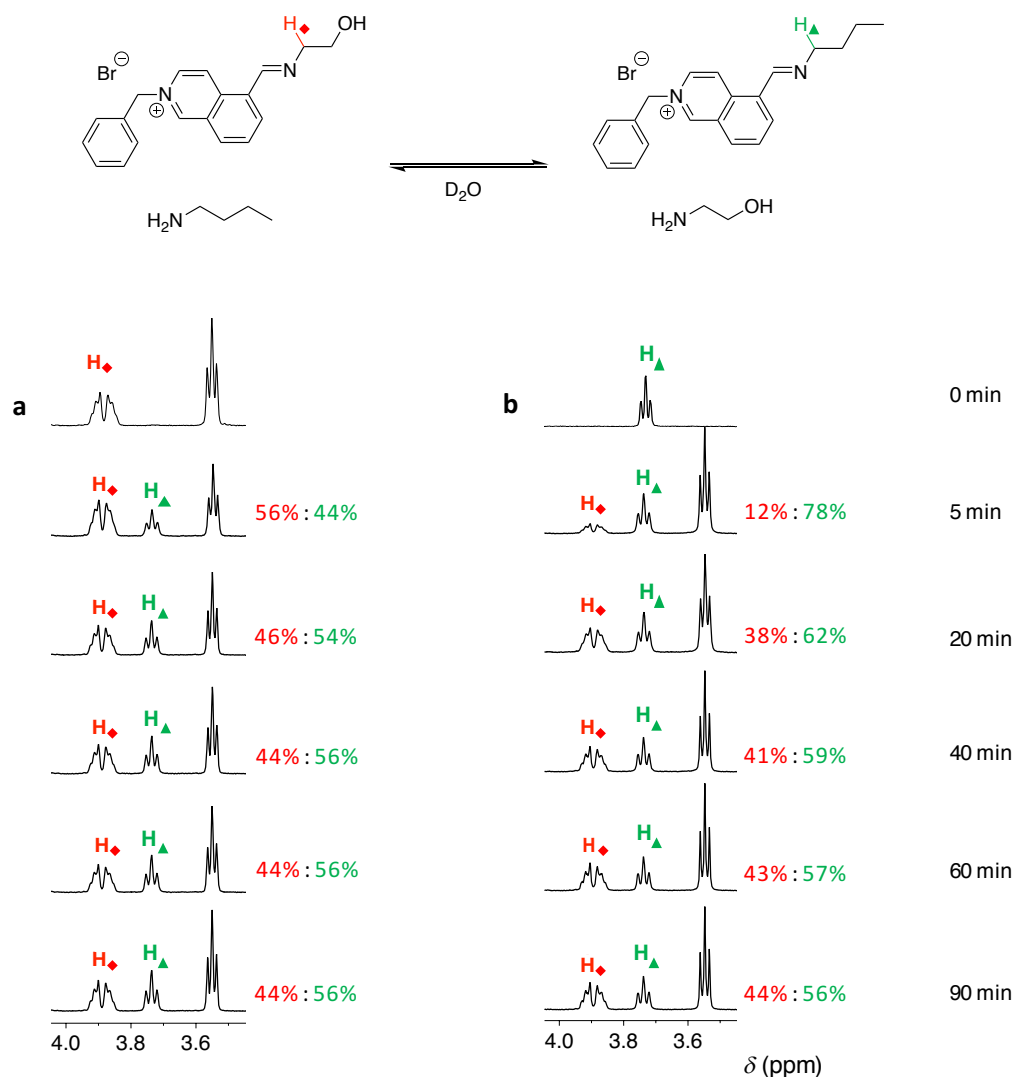 H◆
OH
Br⊖
N
N
⊕
D₂O
H₂N
H▲
Br⊖
N
N
⊕
H₂N
OH
a
H◆
b
H▲
0 min
H◆ H▲ 56% : 44%
H◆ H▲ 12% : 78%
5 min
H◆ H▲ 46% : 54%
H◆ H▲ 38% : 62%
20 min
H◆ H▲ 44% : 56%
H◆ H▲ 41% : 59%
40 min
H◆ H▲ 44% : 56%
H◆ H▲ 43% : 57%
60 min
H◆ H▲ 44% : 56%
H◆ H▲ 44% : 56%
90 min
4.0 3.8 3.6
4.0 3.8 3.6
δ (ppm)